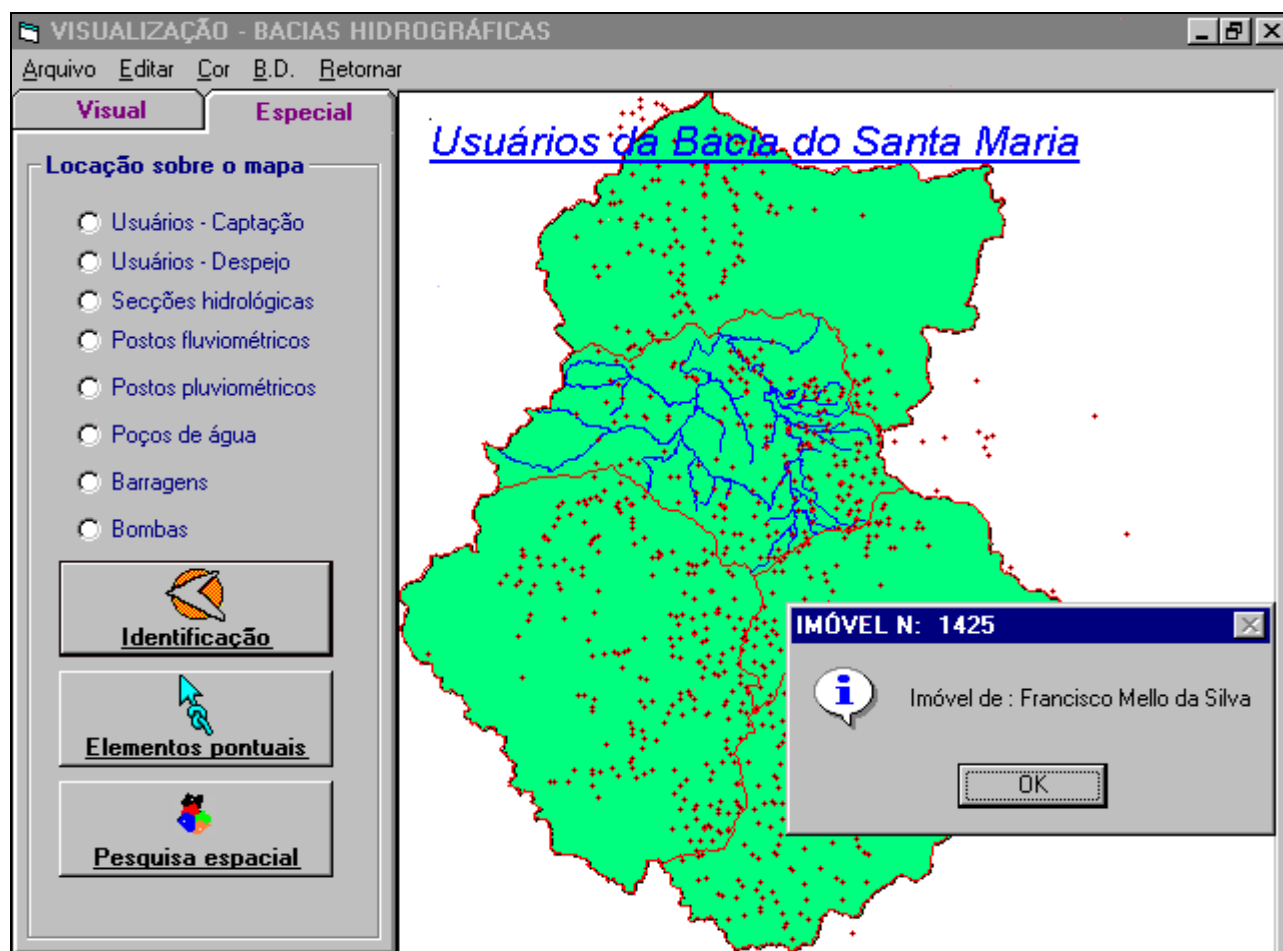 VISUALIZAÇÃO - BACIAS HIDROGRÁFICAS
Arquivo Editar Cor B.D. Retornar
Visual Especial
Usuários da Bacia do Santa Maria
Locação sobre o mapa
Usuários - Captação
Usuários - Despejo
Secções hidrológicas
Postos fluviométricos
Postos pluviométricos
Poços de água
Barragens
Bombas
Identificação
Elementos pontuais
Pesquisa espacial
IMÓVEL N: 1425
Imóvel de : Francisco Mello da Silva
OK